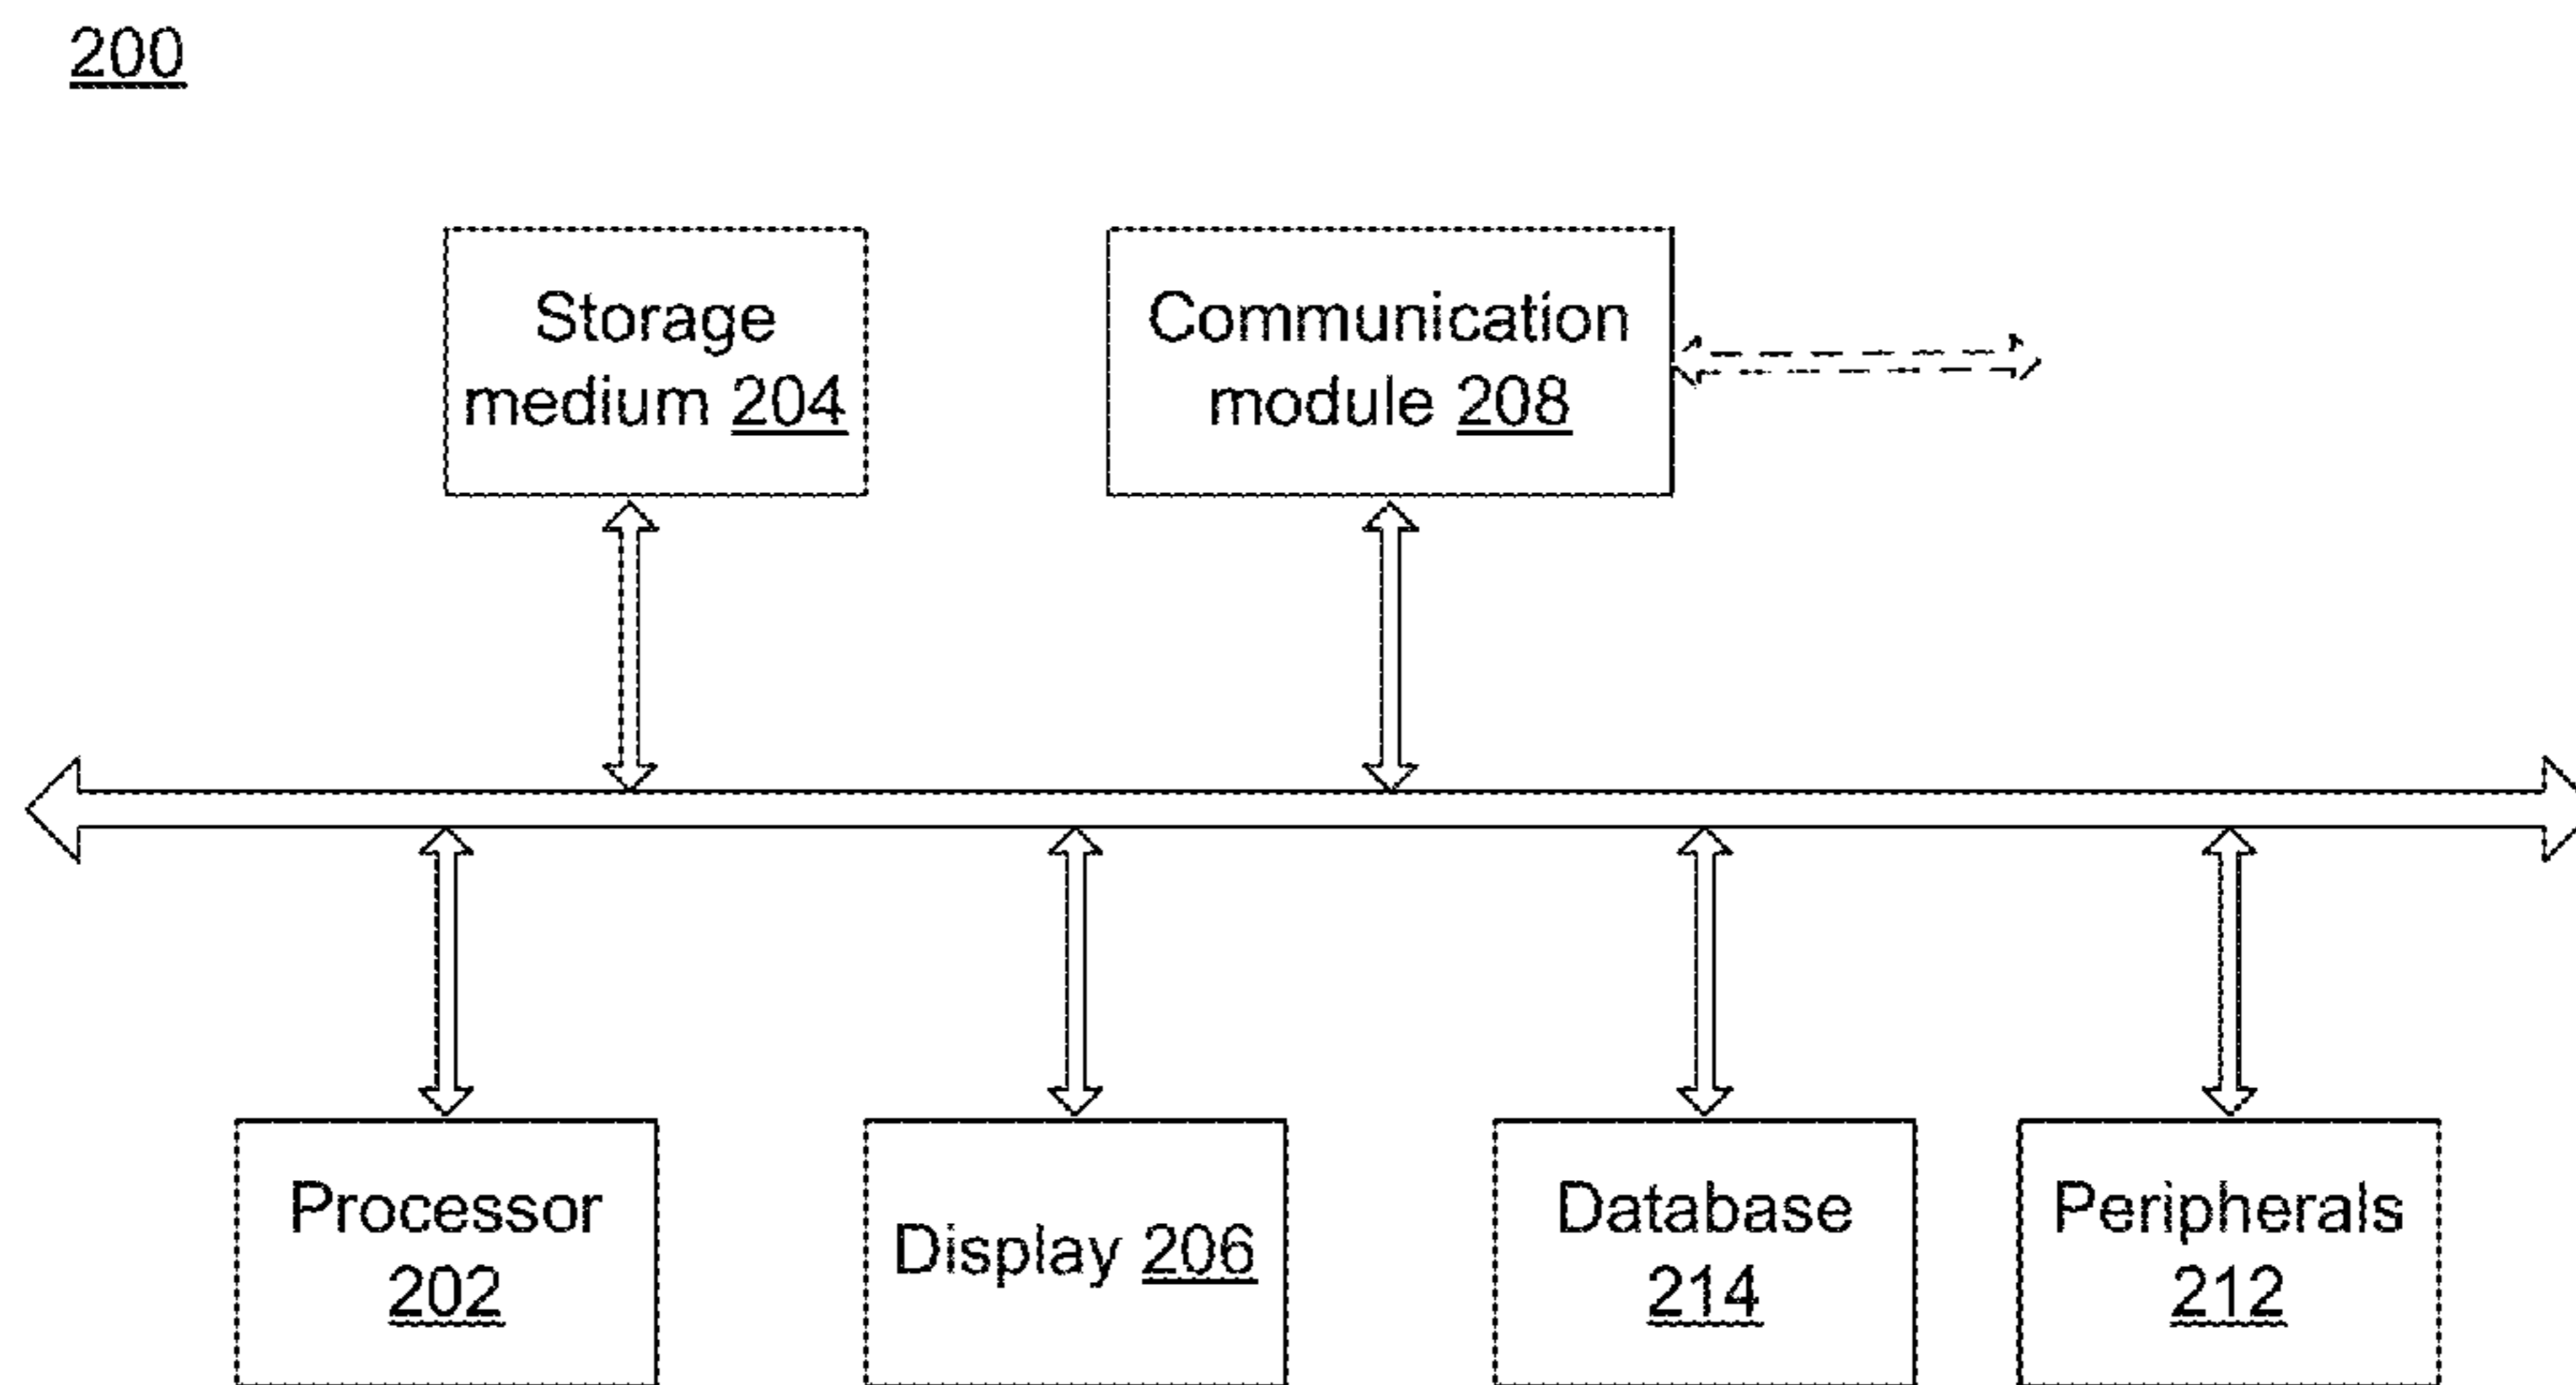 200
Storage
medium 204
Communication
module 208
Processor
202
Display 206
Database
214
Peripherals
212